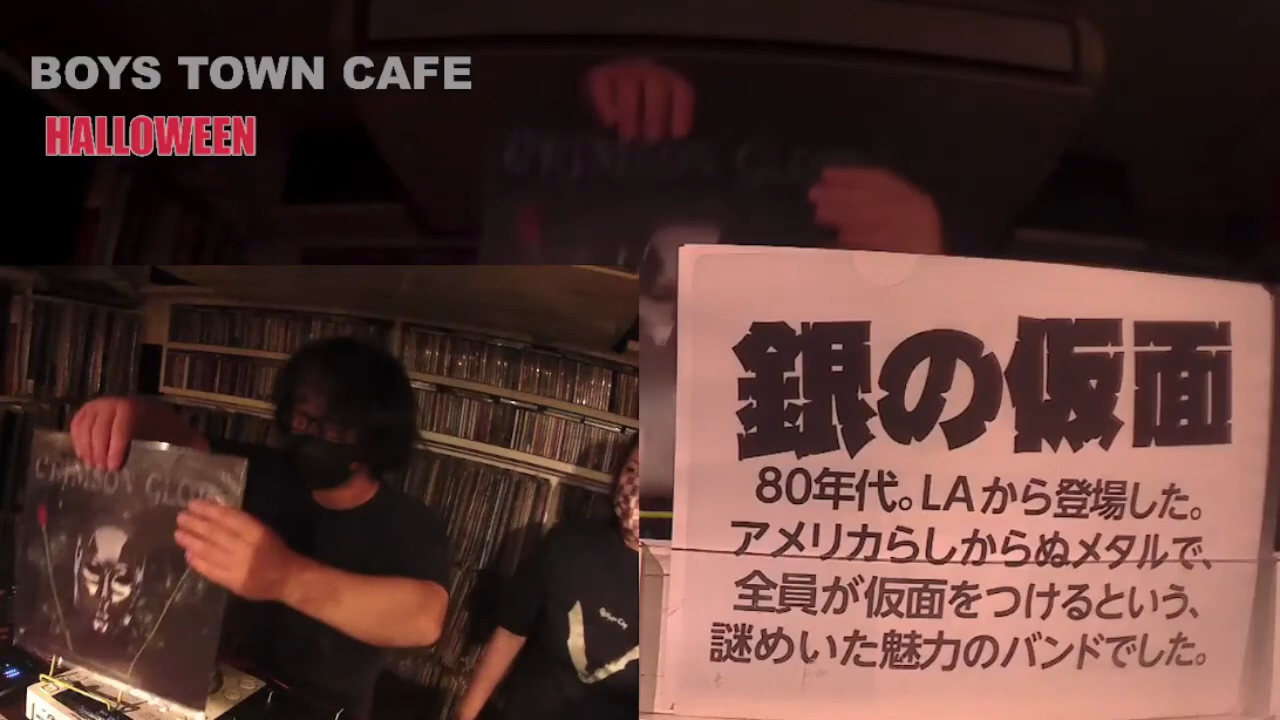 BOYS TOWN CAFE
HALLOWEEN
CRIMSON GLORY
銀の仮面
80年代。LAから登場した。
アメリカらしからぬメタルで、
全員が仮面をつけるという、
謎めいた魅力のバンドでした。